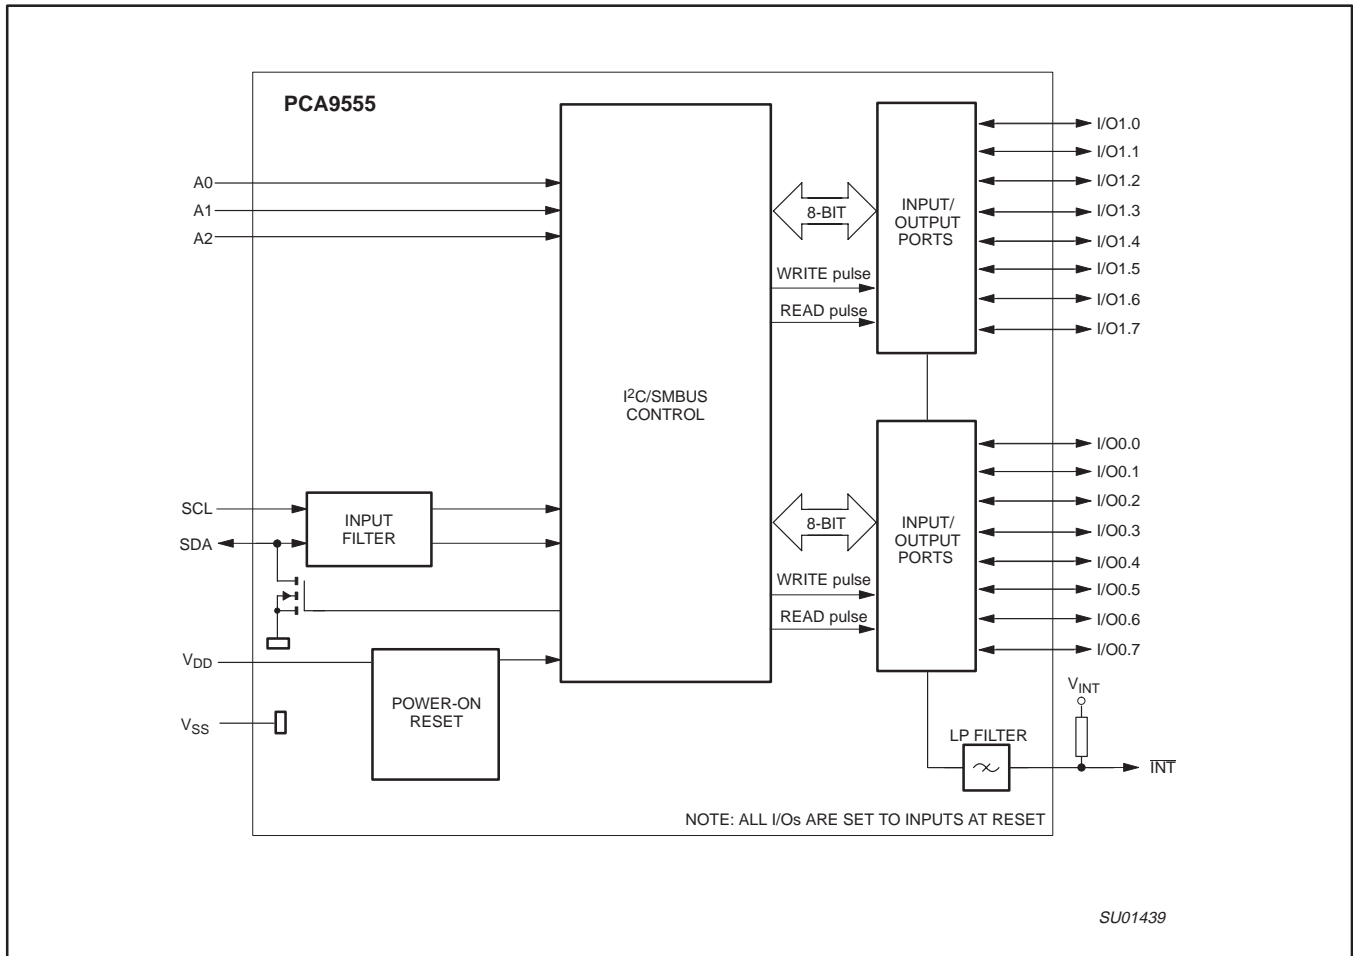 PCA9555
A0
A1
A2
SCL
SDA
VDD
VSS
INPUT
FILTER
POWER-ON
RESET
I2C/SMBUS
CONTROL
8-BIT
WRITE pulse
READ pulse
INPUT/
OUTPUT
PORTS
I/O1.0
I/O1.1
I/O1.2
I/O1.3
I/O1.4
I/O1.5
I/O1.6
I/O1.7
8-BIT
WRITE pulse
READ pulse
INPUT/
OUTPUT
PORTS
I/O0.0
I/O0.1
I/O0.2
I/O0.3
I/O0.4
I/O0.5
I/O0.6
I/O0.7
VINT
LP FILTER
INT
NOTE: ALL I/Os ARE SET TO INPUTS AT RESET
SU01439